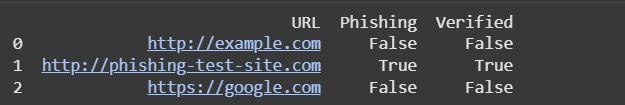 URL Phishing Verified
0 http://example.com False False
1 http://phishing-test-site.com True True
2 https://google.com False False